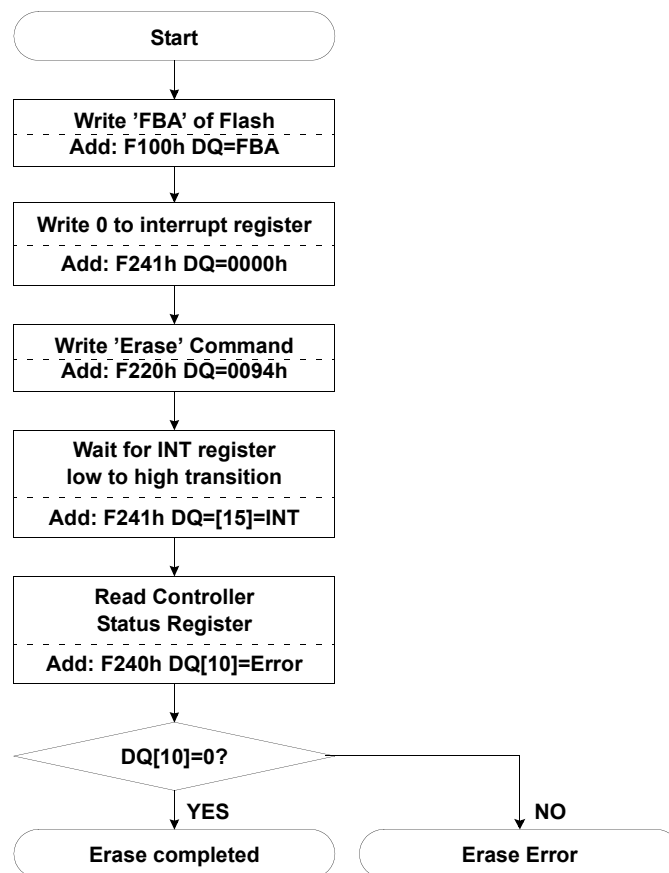 Start
Write ’FBA’ of Flash
Add: F100h DQ=FBA
Write 0 to interrupt register
Add: F241h DQ=0000h
Write ’Erase’ Command
Add: F220h DQ=0094h
Wait for INT register
low to high transition
Add: F241h DQ=[15]=INT
Read Controller
Status Register
Add: F240h DQ[10]=Error
DQ[10]=0?
YES
NO
Erase completed
Erase Error